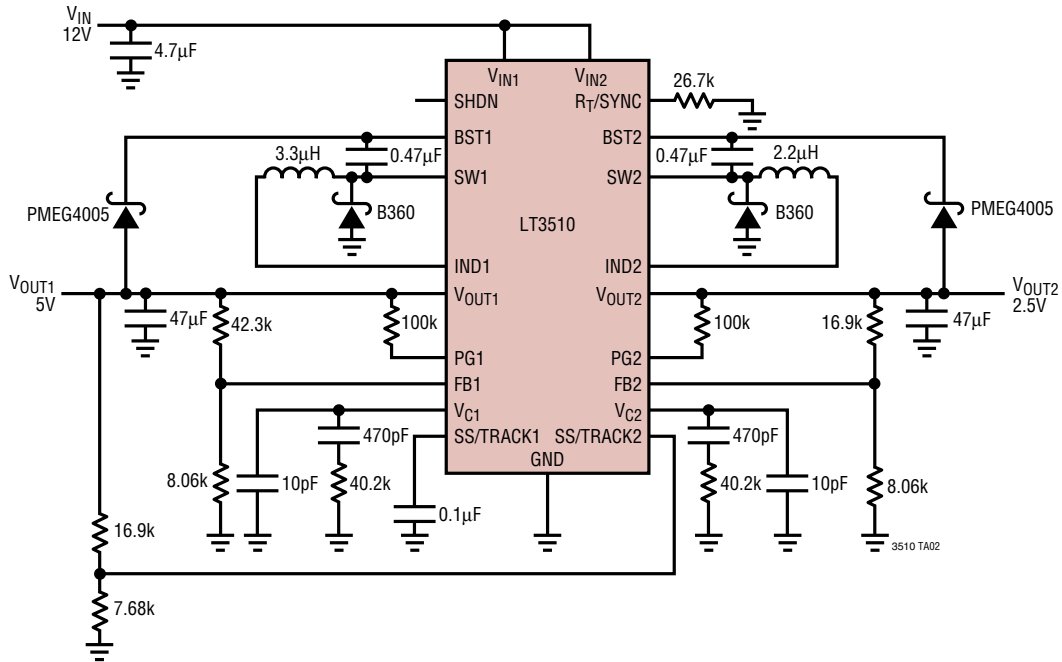 VIN
12V
4.7µF
VIN1
VIN2
SHDN
RT/SYNC
26.7k
BST1
BST2
3.3µH
0.47µF
0.47µF
2.2µH
SW1
SW2
PMEG4005
B360
LT3510
B360
PMEG4005
IND1
IND2
VOUT1
5V
VOUT1
VOUT2
VOUT2
2.5V
47µF
42.3k
100k
100k
16.9k
47µF
PG1
PG2
FB1
FB2
VC1
VC2
470pF
470pF
SS/TRACK1
SS/TRACK2
GND
8.06k
10pF
40.2k
40.2k
10pF
8.06k
0.1µF
16.9k
3510 TA02
7.68k